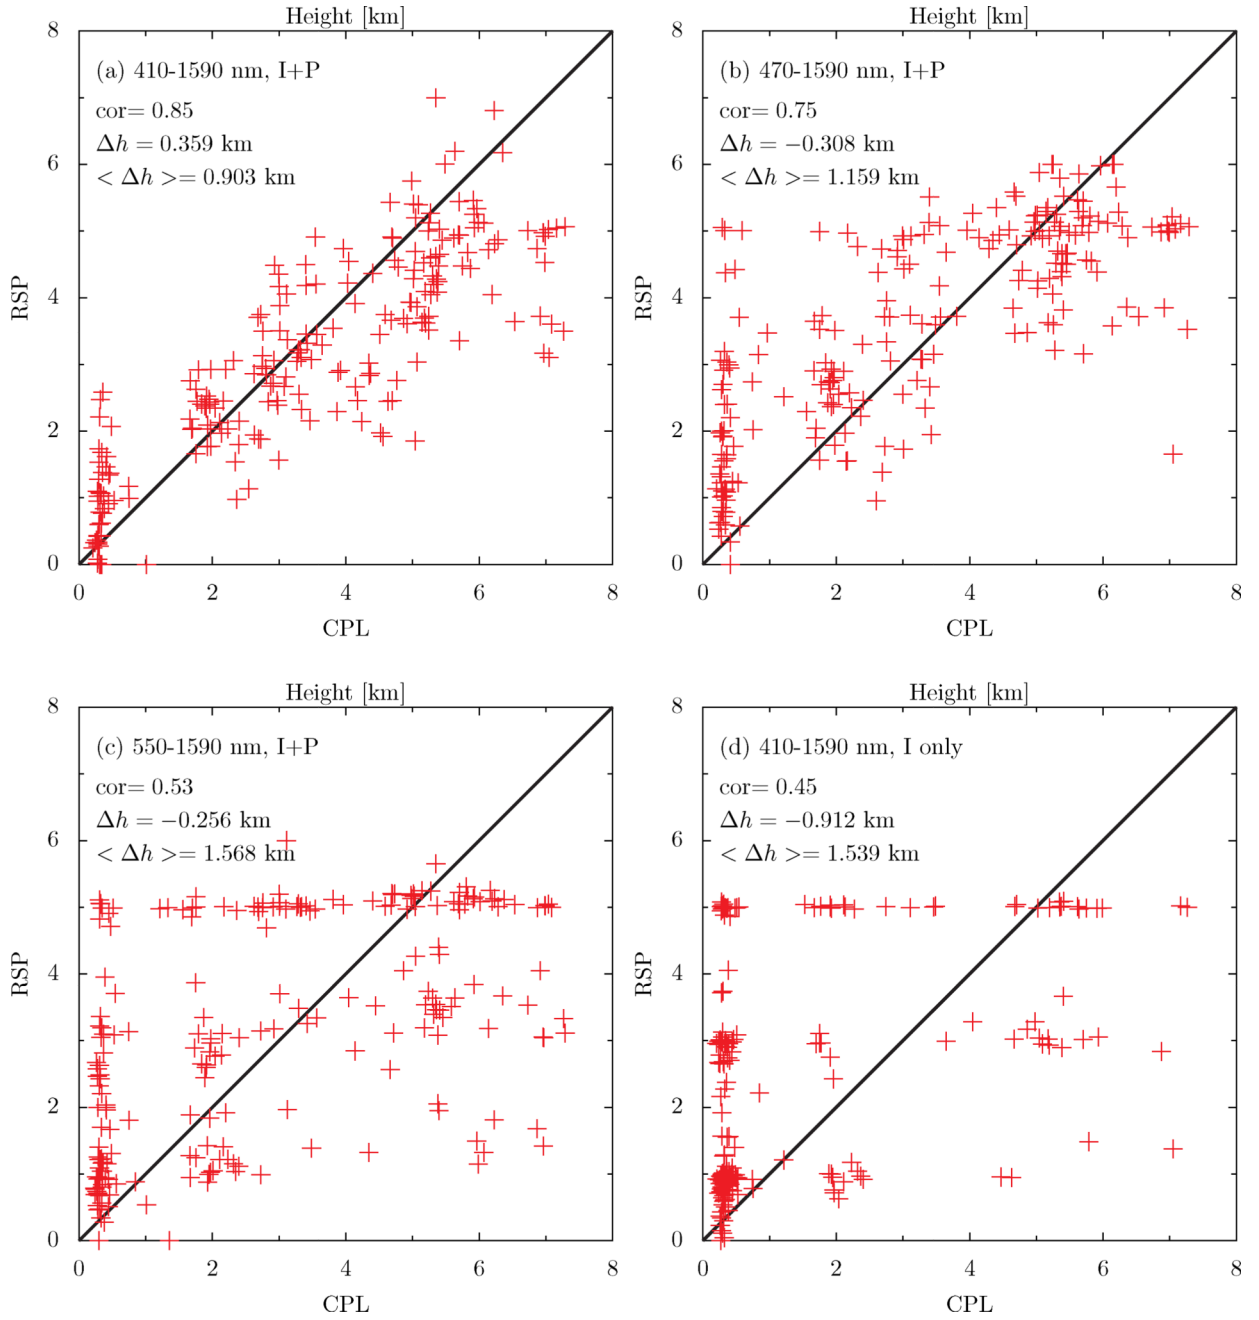 Height [km]
8
6
4
2
0
RSP
(a) 410-1590 nm, I+P
cor= 0.85
Δh = 0.359 km
< Δh >= 0.903 km
0 2 4 6 8
CPL
Height [km]
8
6
4
2
0
RSP
(b) 470-1590 nm, I+P
cor= 0.75
Δh = −0.308 km
< Δh >= 1.159 km
0 2 4 6 8
CPL
Height [km]
8
6
4
2
0
RSP
(c) 550-1590 nm, I+P
cor= 0.53
Δh = −0.256 km
< Δh >= 1.568 km
0 2 4 6 8
CPL
Height [km]
8
6
4
2
0
RSP
(d) 410-1590 nm, I only
cor= 0.45
Δh = −0.912 km
< Δh >= 1.539 km
0 2 4 6 8
CPL